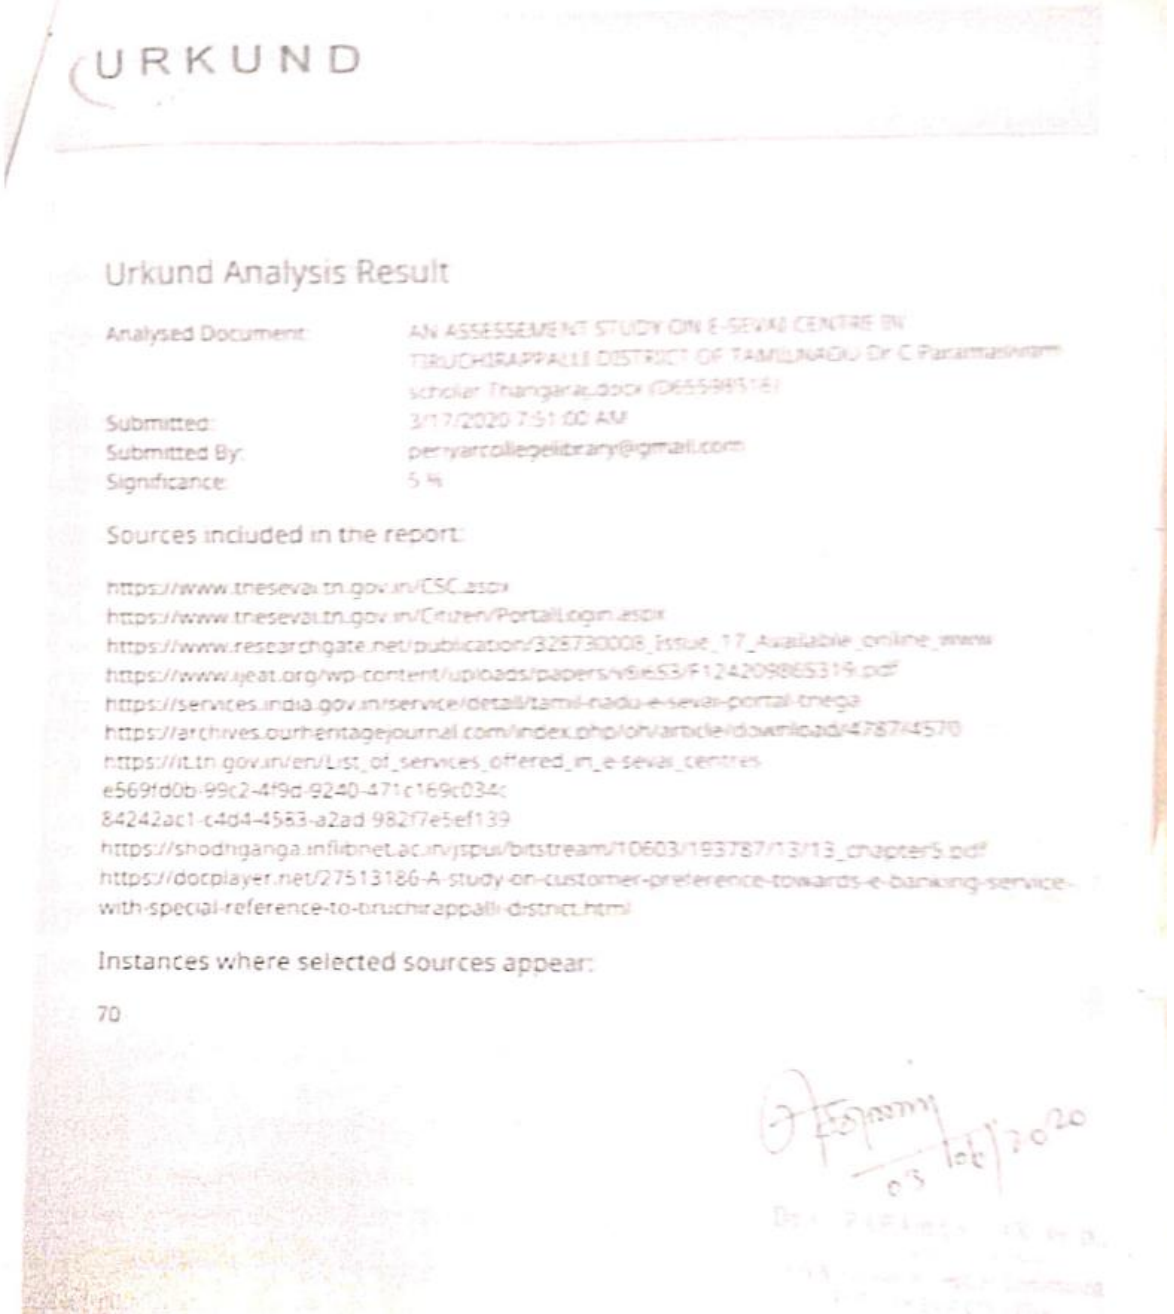 URKUND
Urkund Analysis Result
Analysed Document: AN ASSESSEMENT STUDY ON E-SEVAI CENTRE IN
TIRUCHIRAPPALLI DISTRICT OF TAMILNADU Dr C Paramashivam
scholar Thangaraj.docx (D65598516)
Submitted: 3/17/2020 7:51:00 AM
Submitted By: periyarcollegelibrary@gmail.com
Significance: 5 %
Sources included in the report:
https://www.tnesevai.tn.gov.in/CSC.aspx
https://www.tnesevai.tn.gov.in/Citizen/PortalLogin.aspx
https://www.researchgate.net/publication/328730008_Issue_17_Available_online_www
https://www.ijeat.org/wp-content/uploads/papers/v8i6S3/F12420986S319.pdf
https://services.india.gov.in/service/detail/tamil-nadu-e-sevai-portal-tnega
https://archives.ourheritagejournal.com/index.php/oh/article/download/4787/4570
https://it.tn.gov.in/en/List_of_services_offered_in_e-sevai_centres
e569fd0b-99c2-4f9d-9240-471c169c034c
84242ac1-c4d4-4583-a2ad-982f7e5ef139
https://shodhganga.inflibnet.ac.in/jspui/bitstream/10603/193787/13/13_chapter5.pdf
https://docplayer.net/27513186-A-study-on-customer-preference-towards-e-banking-service-
with-special-reference-to-tiruchirappalli-district.html
Instances where selected sources appear:
70
03/06/2020